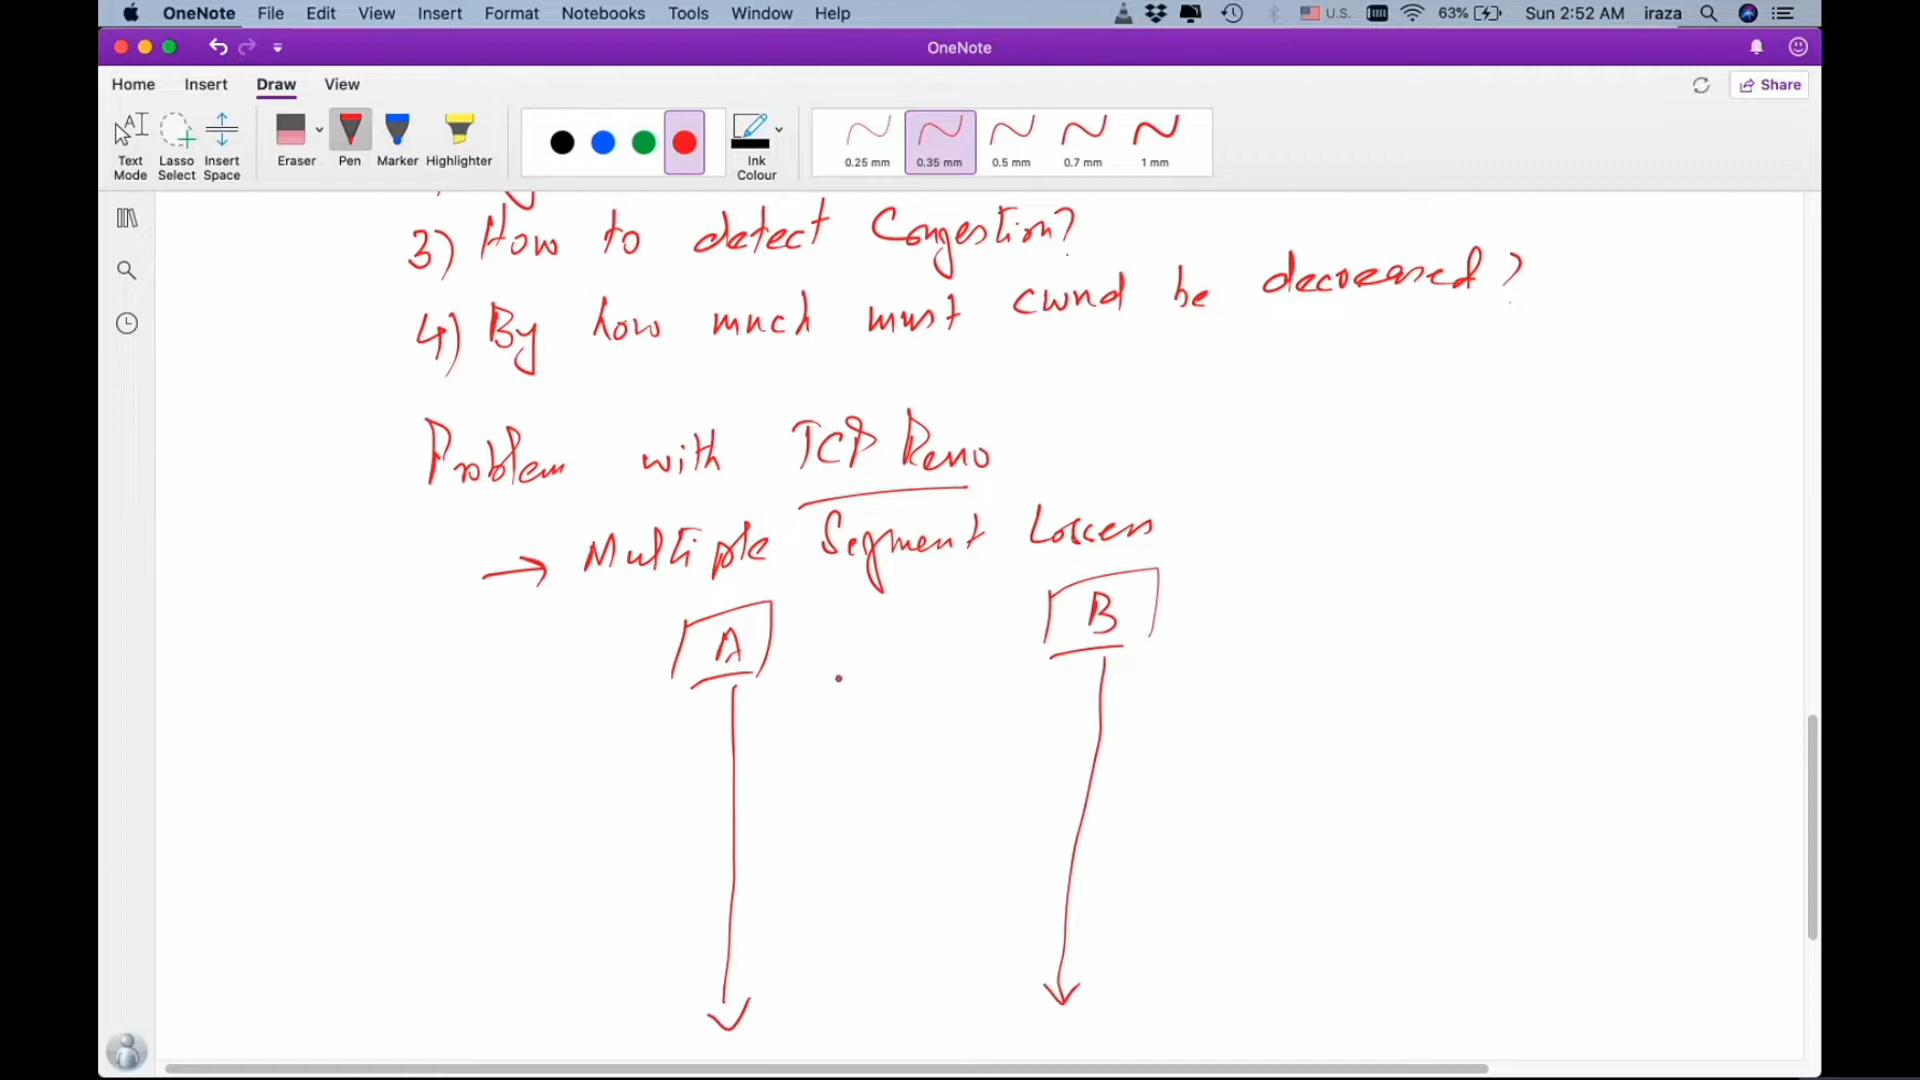 OneNote File Edit View Insert Format Notebooks Tools Window Help U.S. 63% Sun 2:52 AM iraza
OneNote
Home Insert Draw View Share
Text Mode Lasso Select Insert Space Eraser Pen Marker Highlighter Ink Colour 0.25 mm 0.35 mm 0.5 mm 0.7 mm 1 mm
3) How to detect Congestion?
4) By how much must cwnd be decreased?
Problem with TCP Reno
→ Multiple Segment Losses
A B